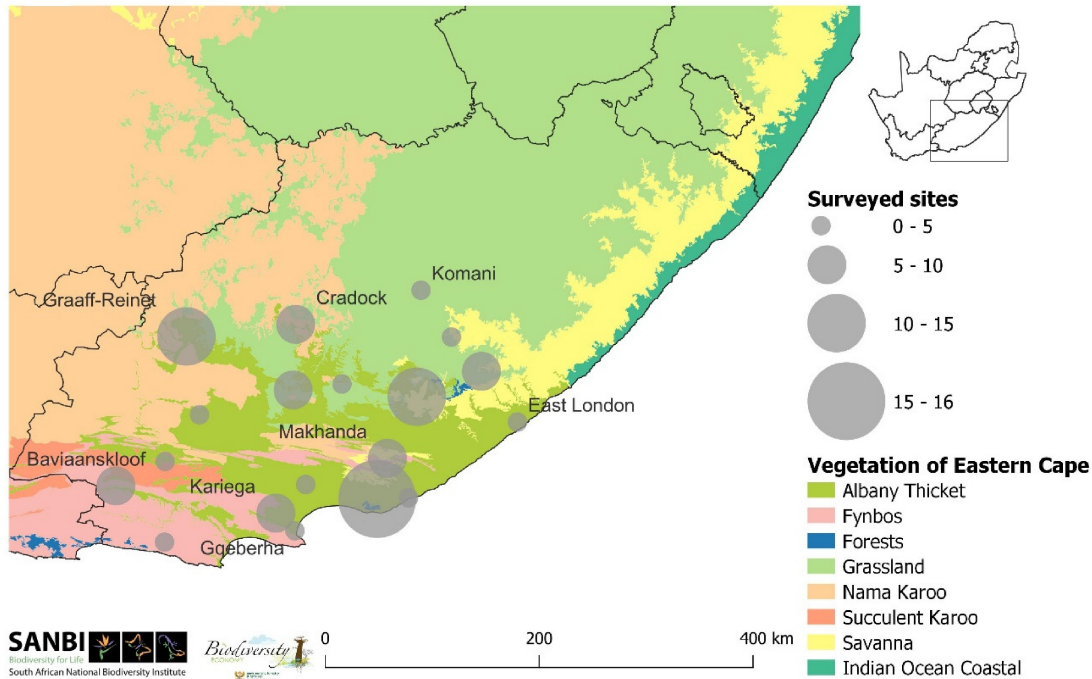 Komani
Graaff-Reinet
Cradock
East London
Makhanda
Baviaanskloof
Kariega
Gqeberha
Surveyed sites
0 - 5
5 - 10
10 - 15
15 - 16
Vegetation of Eastern Cape
Albany Thicket
Fynbos
Forests
Grassland
Nama Karoo
Succulent Karoo
Savanna
Indian Ocean Coastal
SANBI
Biodiversity for Life
South African National Biodiversity Institute
Biodiversity
ECONOMY
0 200 400 km